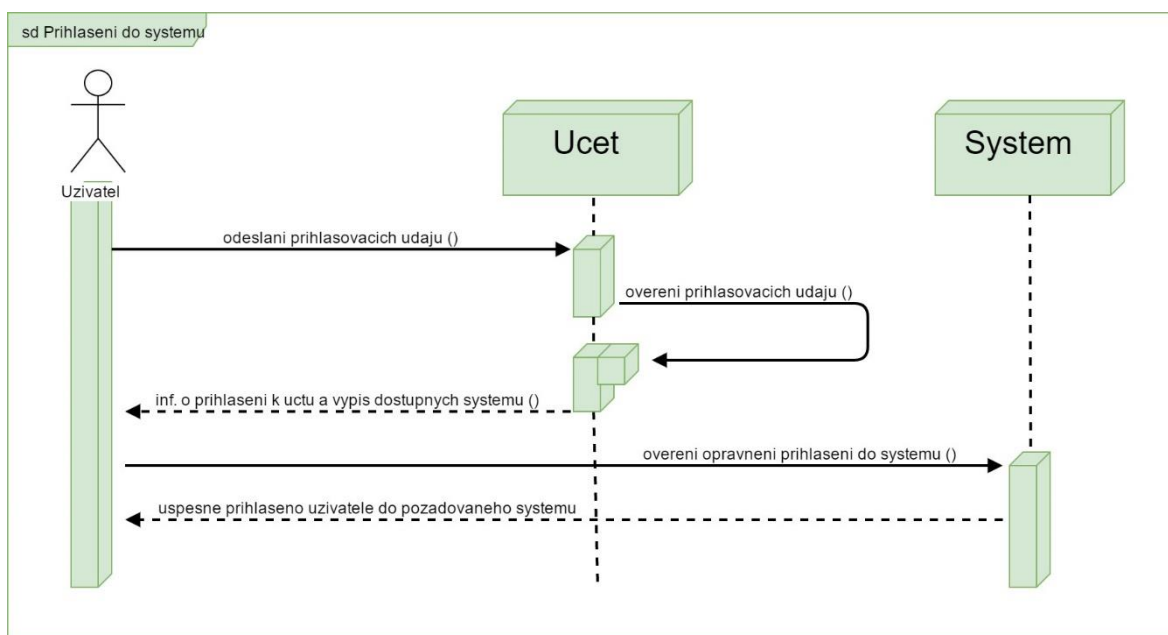 sd Prihlaseni do systemu
Uzivatel
Ucet
System
odeslani prihlasovacich udaju ()
overeni prihlasovacich udaju ()
inf. o prihlaseni k uctu a vypis dostupnych systemu ()
overeni opravneni prihlaseni do systemu ()
uspesne prihlaseno uzivatele do pozadovaneho systemu